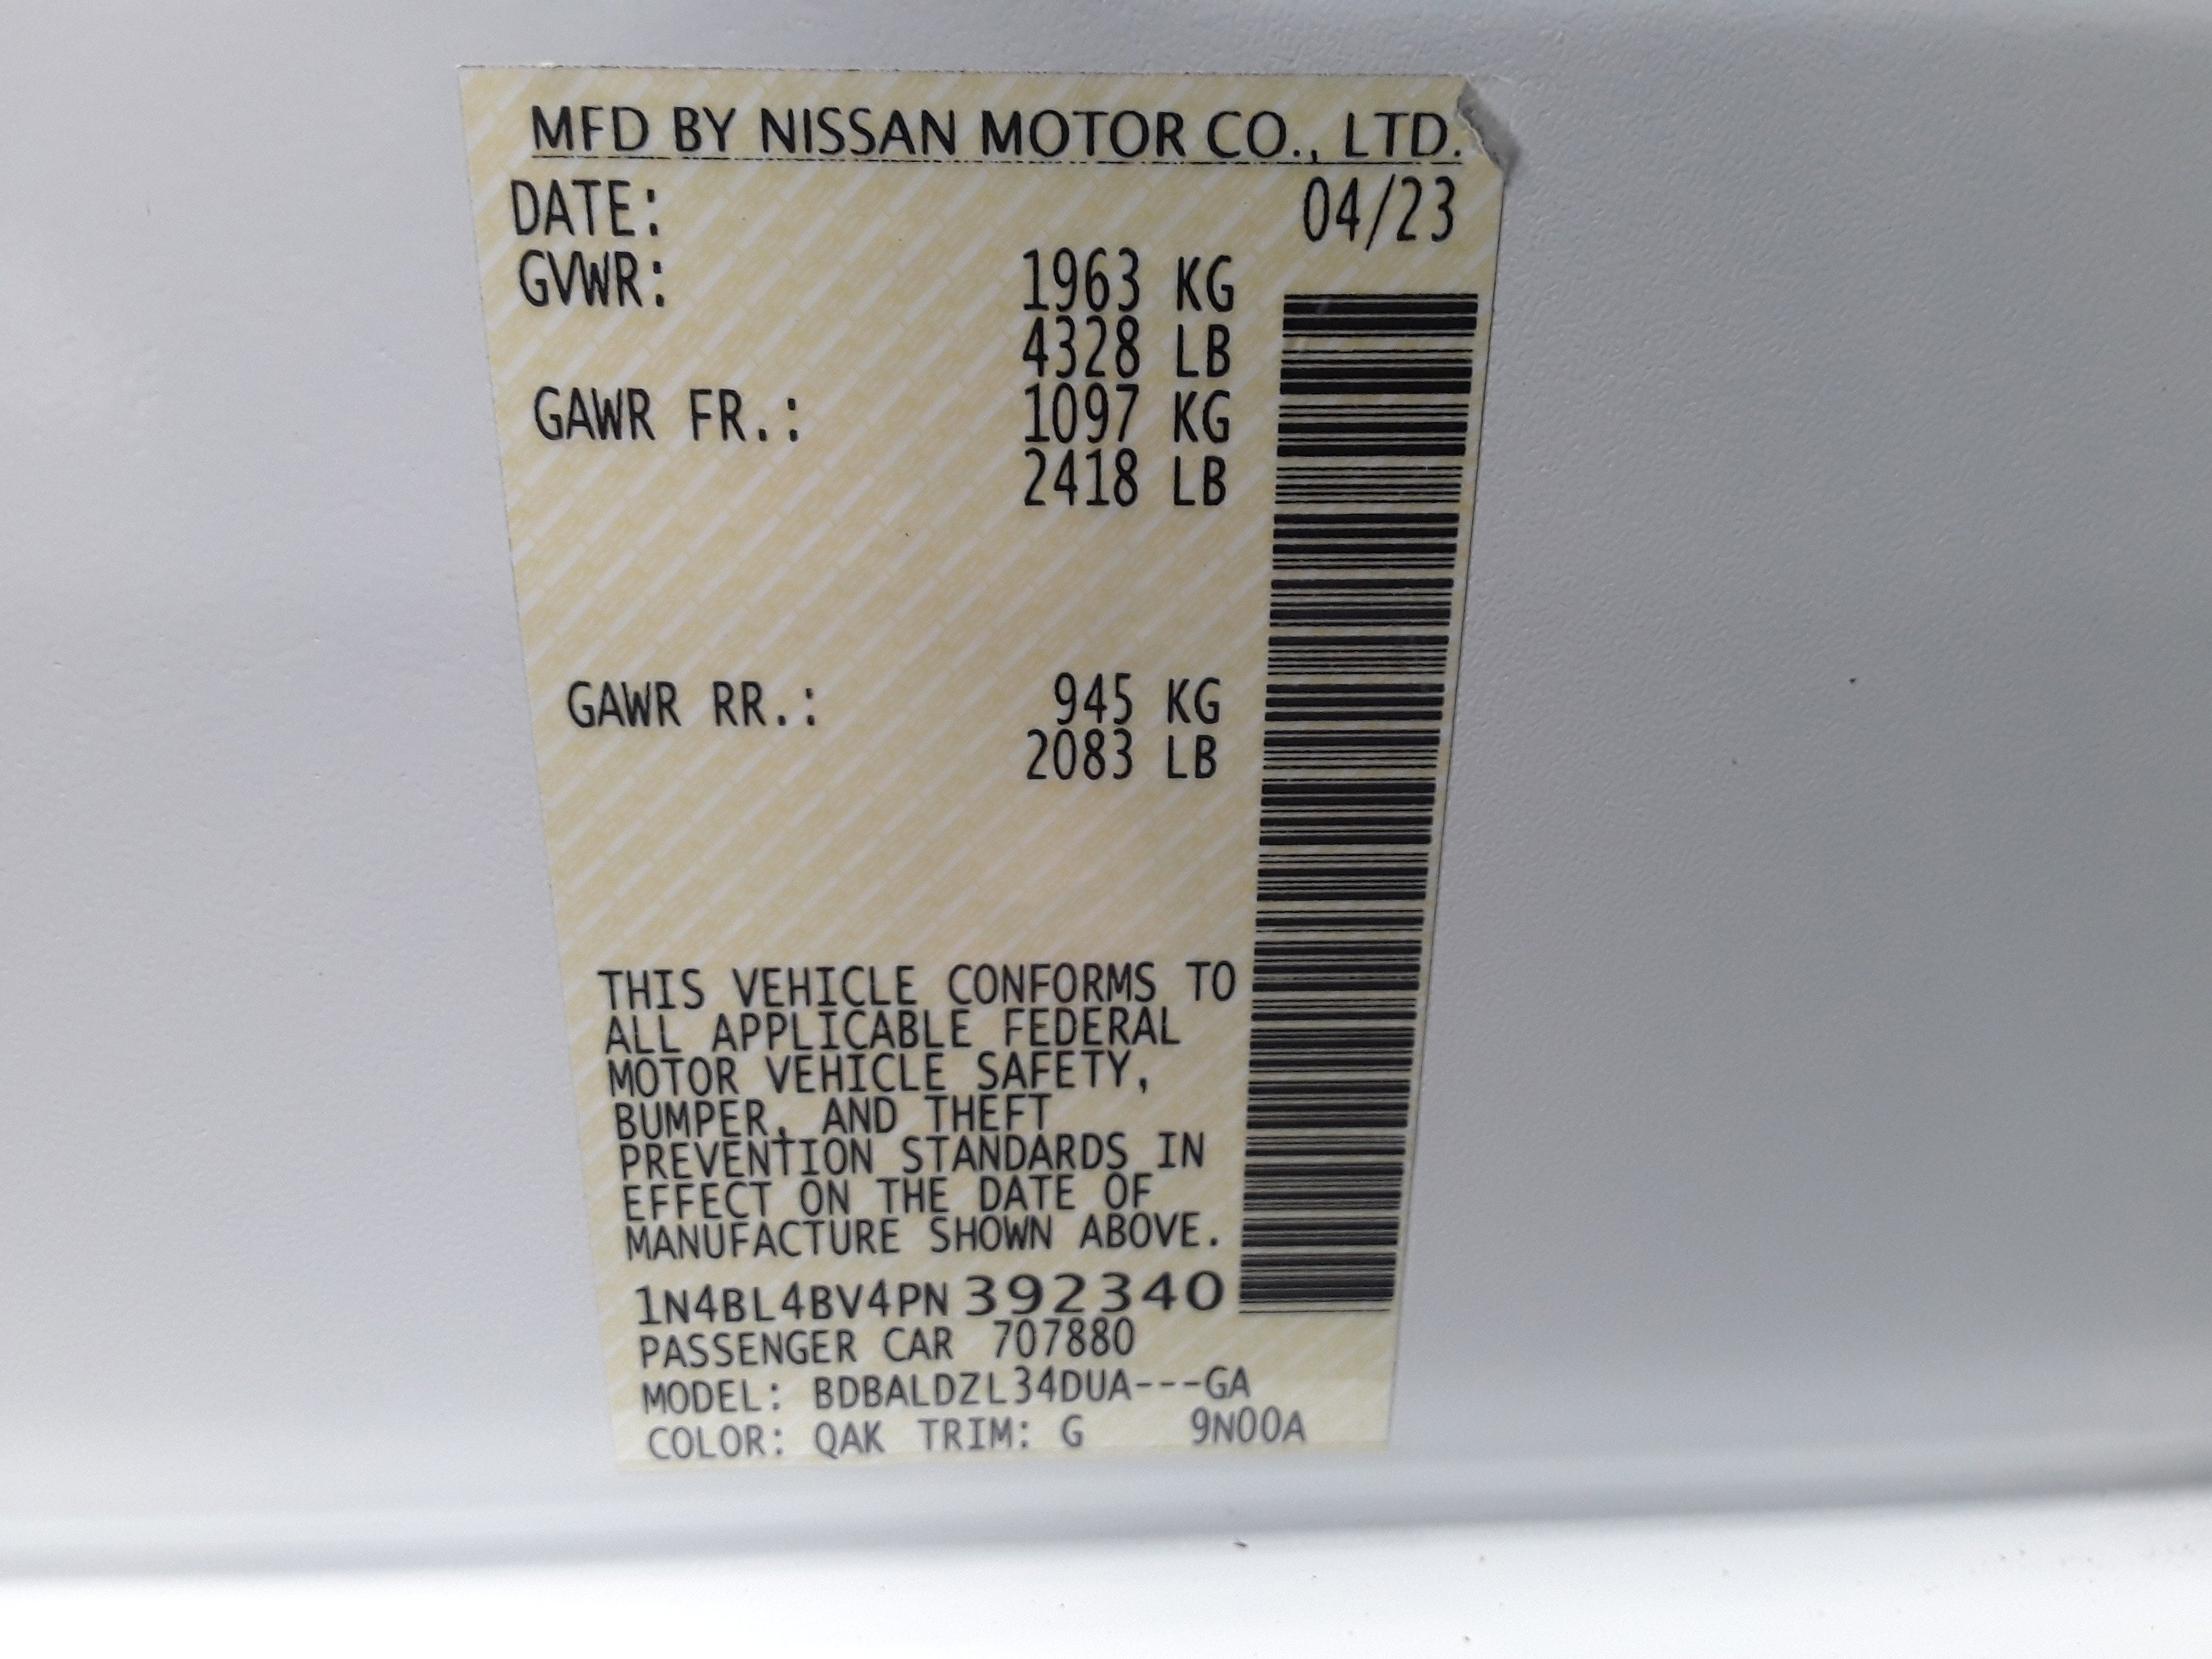 MFD BY NISSAN MOTOR CO., LTD.
DATE: 04/23
GVWR: 1963 KG
4328 LB
GAWR FR.: 1097 KG
2418 LB
GAWR RR.: 945 KG
2083 LB
THIS VEHICLE CONFORMS TO
ALL APPLICABLE FEDERAL
MOTOR VEHICLE SAFETY,
BUMPER, AND THEFT
PREVENTION STANDARDS IN
EFFECT ON THE DATE OF
MANUFACTURE SHOWN ABOVE.
1N4BL4BV4PN392340
PASSENGER CAR 707880
MODEL: BDBALDZL34DUA---GA
COLOR: QAK TRIM: G 9N00A